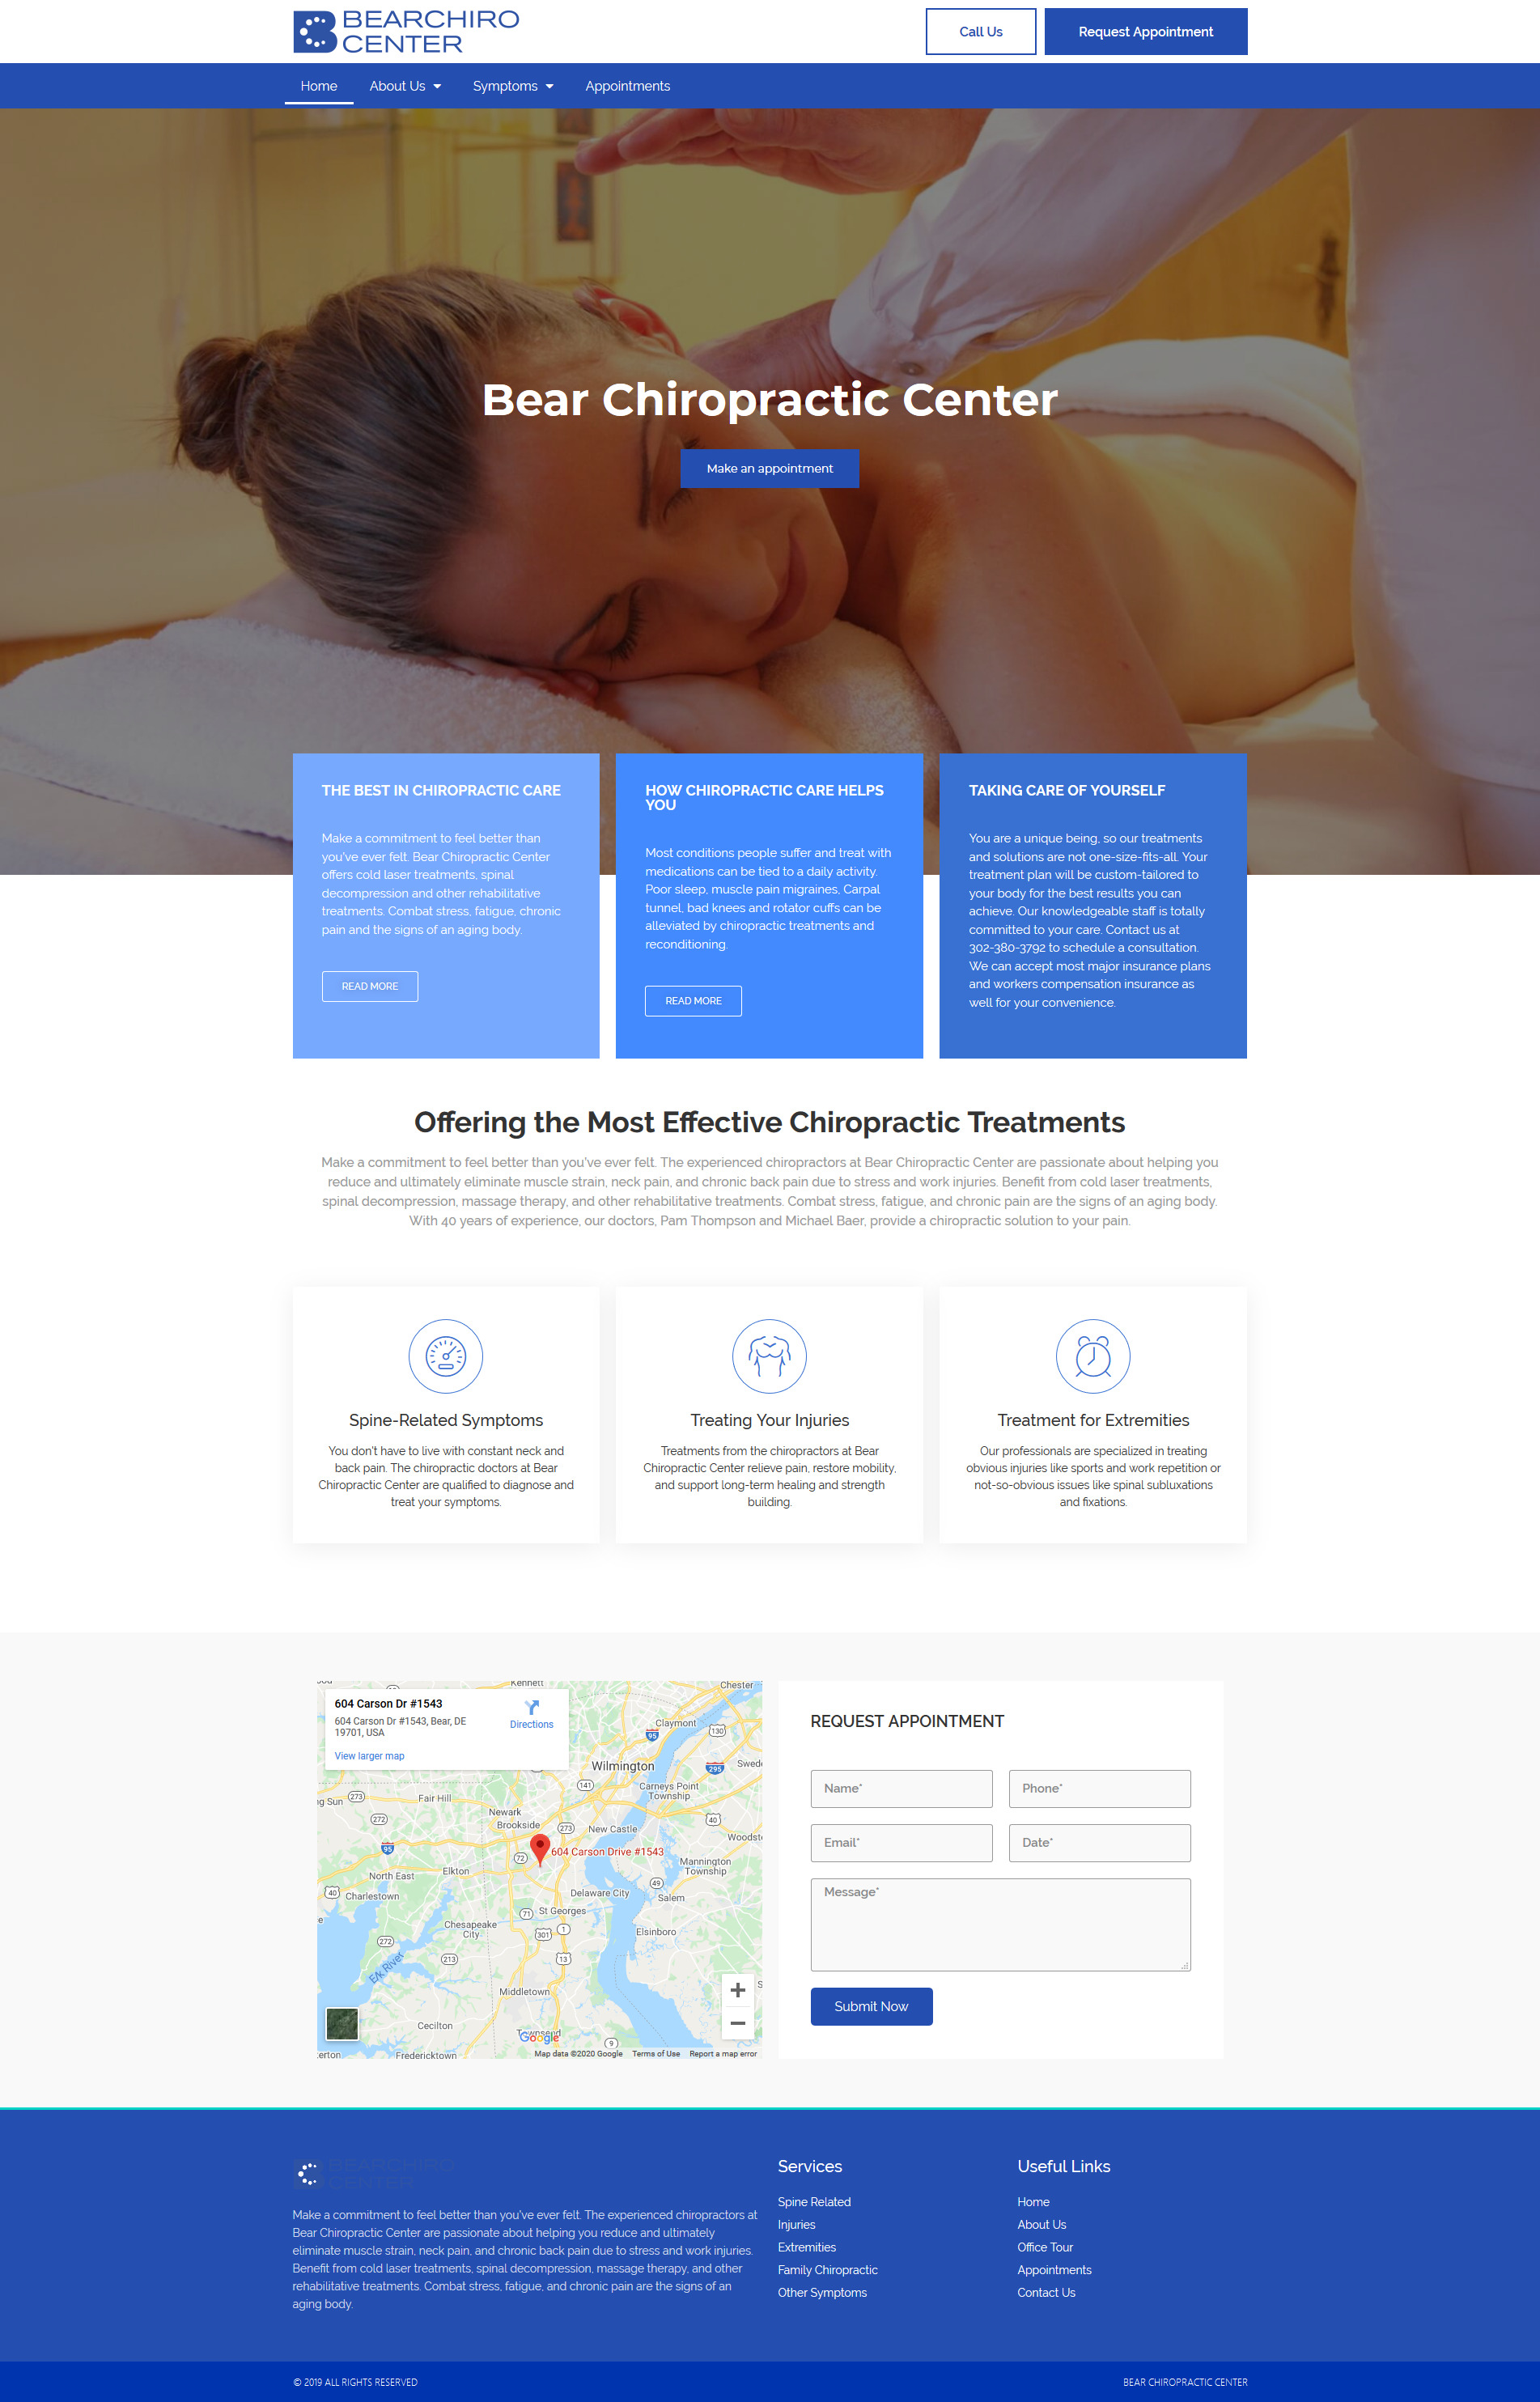 BEARCHIRO
CENTER
Call Us
Request Appointment
Home
About Us
Symptoms
Appointments
Bear Chiropractic Center
Make an appointment
THE BEST IN CHIROPRACTIC CARE
Make a commitment to feel better than
you've ever felt. Bear Chiropractic Center
offers cold laser treatments, spinal
decompression and other rehabilitative
treatments. Combat stress, fatigue, chronic
pain and the signs of an aging body.
READ MORE
HOW CHIROPRACTIC CARE HELPS
YOU
Most conditions people suffer and treat with
medications can be tied to a daily activity.
Poor sleep, muscle pain migraines, Carpal
tunnel, bad knees and rotator cuffs can be
alleviated by chiropractic treatments and
reconditioning.
READ MORE
TAKING CARE OF YOURSELF
You are a unique being, so our treatments
and solutions are not one-size-fits-all. Your
treatment plan will be custom-tailored to
your body for the best results you can
achieve. Our knowledgeable staff is totally
committed to your care. Contact us at
302-380-3792 to schedule a consultation.
We can accept most major insurance plans
and workers compensation insurance as
well for your convenience.
Offering the Most Effective Chiropractic Treatments
Make a commitment to feel better than you've ever felt. The experienced chiropractors at Bear Chiropractic Center are passionate about helping you
reduce and ultimately eliminate muscle strain, neck pain, and chronic back pain due to stress and work injuries. Benefit from cold laser treatments,
spinal decompression, massage therapy, and other rehabilitative treatments. Combat stress, fatigue, and chronic pain are the signs of an aging body.
With 40 years of experience, our doctors, Pam Thompson and Michael Baer, provide a chiropractic solution to your pain.
Spine-Related Symptoms
You don't have to live with constant neck and
back pain. The chiropractic doctors at Bear
Chiropractic Center are qualified to diagnose and
treat your symptoms.
Treating Your Injuries
Treatments from the chiropractors at Bear
Chiropractic Center relieve pain, restore mobility,
and support long-term healing and strength
building.
Treatment for Extremities
Our professionals are specialized in treating
obvious injuries like sports and work repetition or
not-so-obvious issues like spinal subluxations
and fixations.
604 Carson Dr #1543
604 Carson Dr #1543, Bear, DE
19701, USA
Directions
View larger map
Kennett
Chester
Claymont
130
95
Wilmington
295
141
Carneys Point
Township
273
Fair Hill
272
Newark
Brookside
273
New Castle
40
95
72
604 Carson Drive #1543
Mannington
Township
North East
Elkton
49
40
Charlestown
Delaware City
Salem
71
St Georges
Chesapeake
City
301
1
Elsinboro
272
213
13
Elk River
Middletown
Cecilton
Townsend
Google
9
Fredericktown
Map data ©2020 Google
Terms of Use
Report a map error
REQUEST APPOINTMENT
Name*
Phone*
Email*
Date*
Message*
Submit Now
BEARCHIRO
CENTER
Make a commitment to feel better than you've ever felt. The experienced chiropractors at
Bear Chiropractic Center are passionate about helping you reduce and ultimately
eliminate muscle strain, neck pain, and chronic back pain due to stress and work injuries.
Benefit from cold laser treatments, spinal decompression, massage therapy, and other
rehabilitative treatments. Combat stress, fatigue, and chronic pain are the signs of an
aging body.
Services
Spine Related
Injuries
Extremities
Family Chiropractic
Other Symptoms
Useful Links
Home
About Us
Office Tour
Appointments
Contact Us
© 2019 ALL RIGHTS RESERVED
BEAR CHIROPRACTIC CENTER